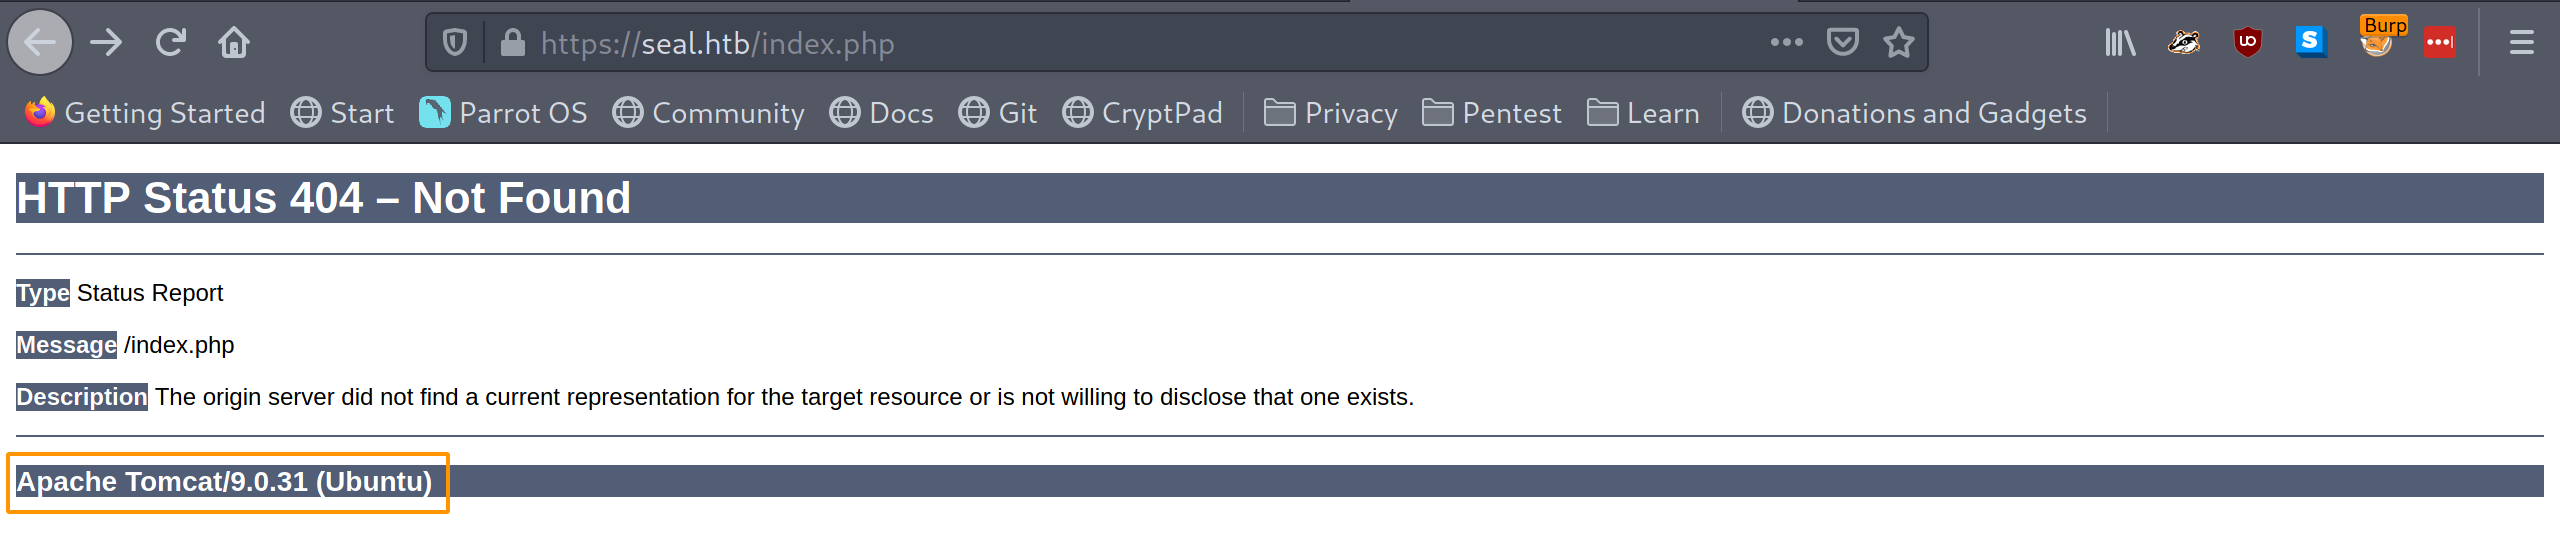 https://seal.htb/index.php
Burp
Getting Started Start Parrot OS Community Docs Git CryptPad Privacy Pentest Learn Donations and Gadgets
HTTP Status 404 – Not Found
Type Status Report
Message /index.php
Description The origin server did not find a current representation for the target resource or is not willing to disclose that one exists.
Apache Tomcat/9.0.31 (Ubuntu)